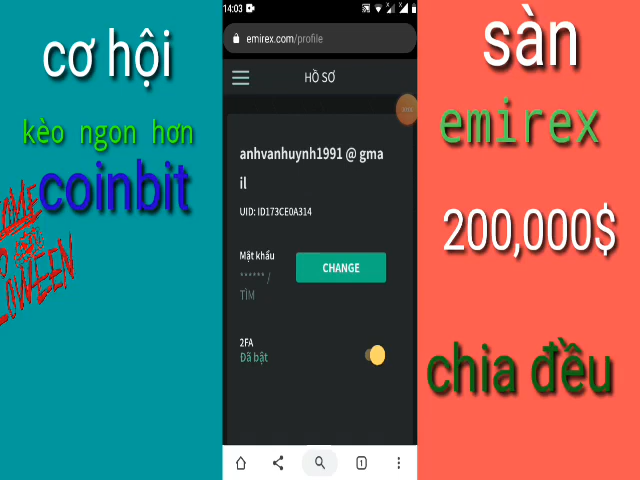 cơ hội
kèo ngon hơn
coinbit
14:03
emirex.com/profile
HỒ SƠ
anhvanhuynh1991 @ gma
il
UID: ID173CE0A314
Mật khẩu
****** /
TÌM
CHANGE
2FA
Đã bật
1
sàn
emirex
200,000$
chia đều